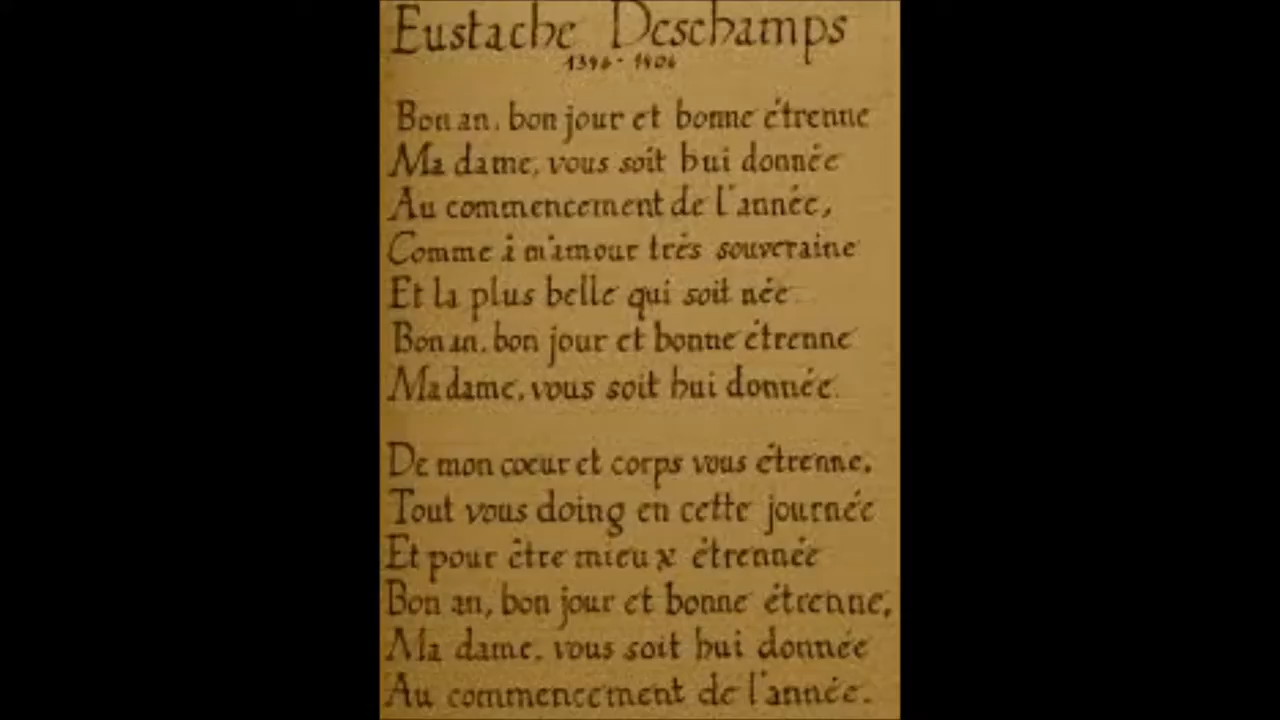 Eustache Deschamps
1346 - 1406
Bon an, bon jour et bonne étrenne
Ma dame, vous soit hui donnée
Au commencement de l'année,
Comme à m'amour très souveraine
Et la plus belle qui soit née
Bon an, bon jour et bonne étrenne
Ma dame, vous soit hui donnée.
De mon coeur et corps vous étrenne,
Tout vous doing en cette journée
Et pour être mieux étrennée
Bon an, bon jour et bonne étrenne,
Ma dame, vous soit hui donnée
Au commencement de l'année.